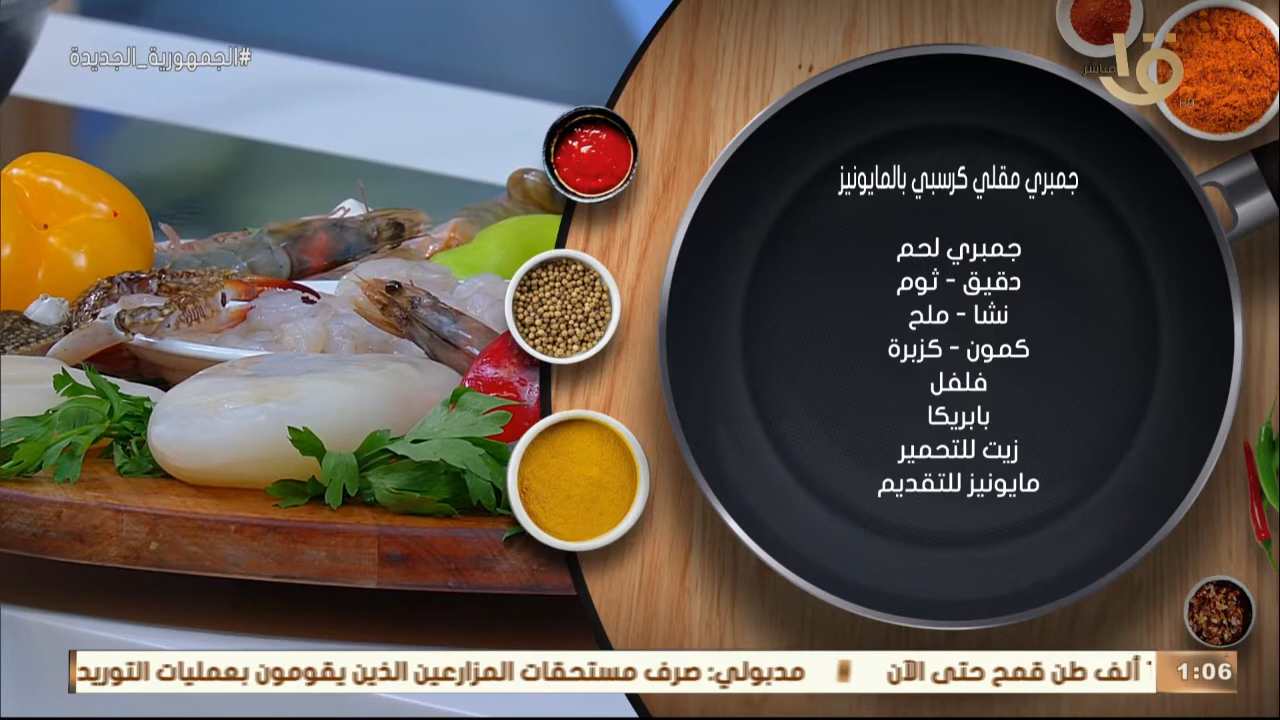 #الجمهورية_الجديدة
مباشر
جمبري مقلي كرسبي بالمايونيز
جمبري لحم
دقيق - ثوم
نشا - ملح
كمون - كزبرة
فلفل
بابريكا
زيت للتحمير
مايونيز للتقديم
1:06
ألف طن قمح حتى الآن
مدبولي: صرف مستحقات المزارعين الذين يقومون بعمليات التوريد